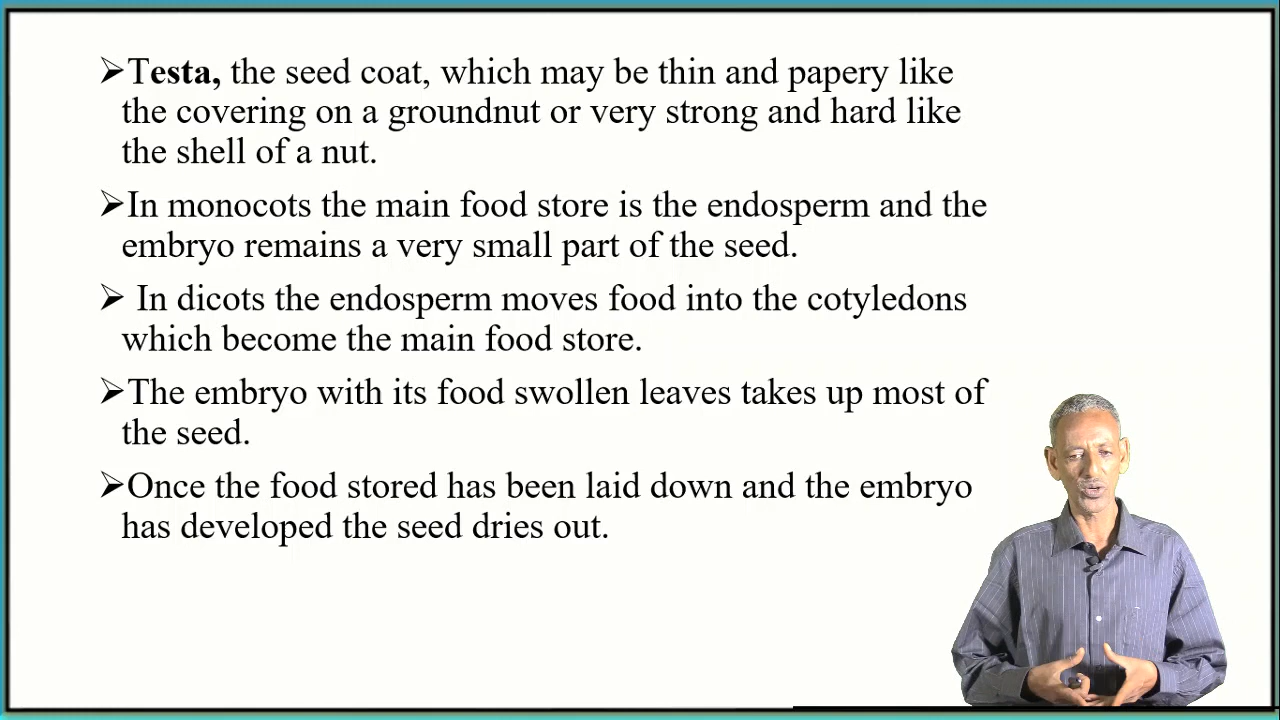 ➢Testa, the seed coat, which may be thin and papery like
the covering on a groundnut or very strong and hard like
the shell of a nut.
➢In monocots the main food store is the endosperm and the
embryo remains a very small part of the seed.
➢ In dicots the endosperm moves food into the cotyledons
which become the main food store.
➢The embryo with its food swollen leaves takes up most of
the seed.
➢Once the food stored has been laid down and the embryo
has developed the seed dries out.